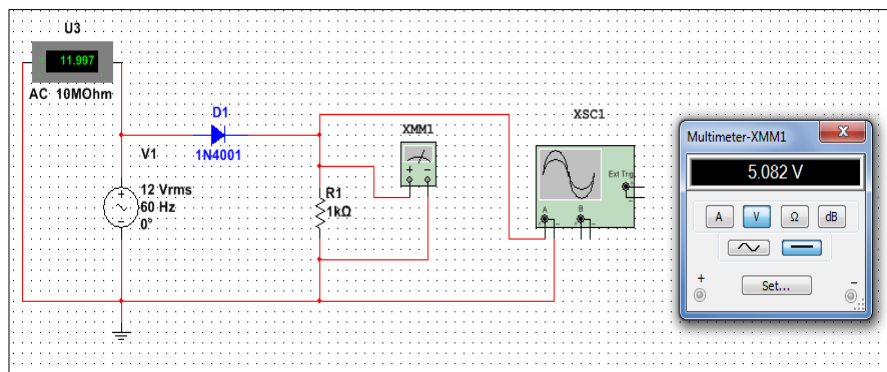 U3
11.997
AC 10MOhm
D1
1N4001
V1
12 Vrms
60 Hz
0°
R1
1kΩ
XMM1
+ −
XSC1
Ext Trg
+
−
A B
+ − + −
Multimeter-XMM1
5.082 V
A V Ω dB
+ Set... −